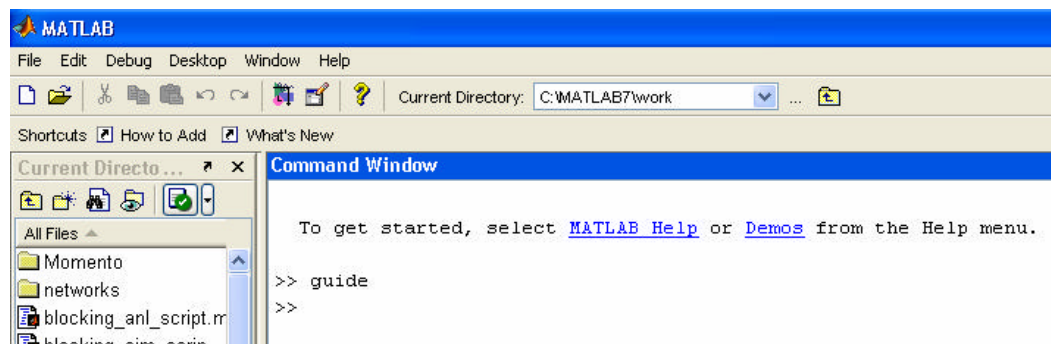 MATLAB
File Edit Debug Desktop Window Help
Current Directory: C:\MATLAB7\work ...
Shortcuts How to Add What's New
Current Directo...
Command Window
To get started, select MATLAB Help or Demos from the Help menu.
All Files
Momento
>> guide
networks
>>
blocking_anl_script.m